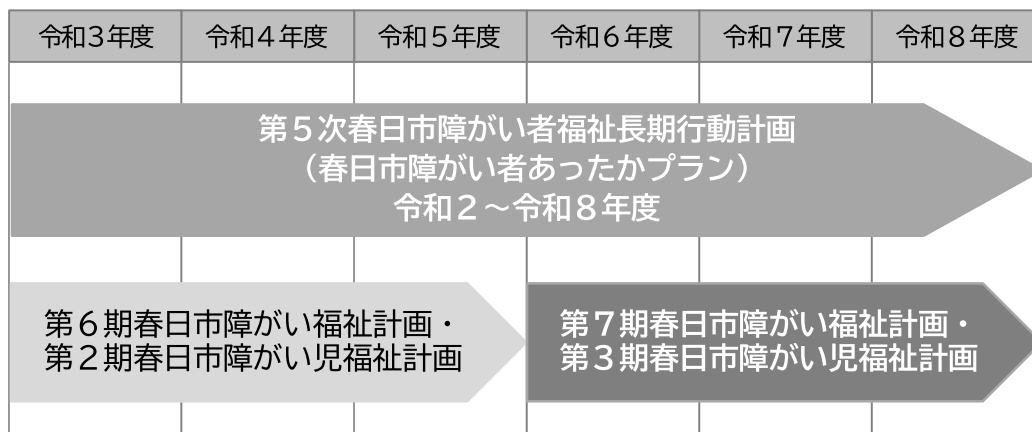 令和３年度 令和４年度 令和５年度 令和６年度 令和７年度 令和８年度
第５次春日市障がい者福祉長期行動計画
（春日市障がい者あったかプラン）
令和２～令和８年度
第６期春日市障がい福祉計画・
第２期春日市障がい児福祉計画
第７期春日市障がい福祉計画・
第３期春日市障がい児福祉計画